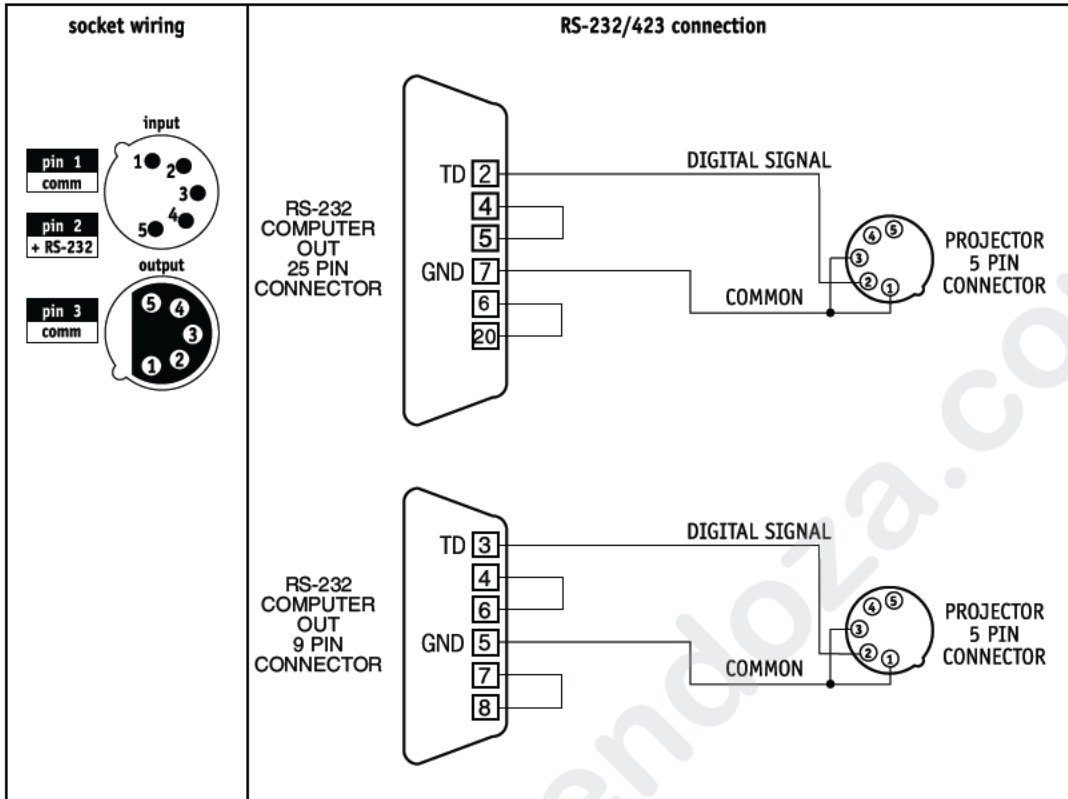 socket wiring
RS-232/423 connection
input
pin 1
comm
pin 2
+ RS-232
1
2
3
4
5
output
pin 3
comm
5
4
3
2
1
RS-232
COMPUTER
OUT
25 PIN
CONNECTOR
TD 2
4
5
GND 7
6
20
DIGITAL SIGNAL
COMMON
4 5
3
2 1
PROJECTOR
5 PIN
CONNECTOR
RS-232
COMPUTER
OUT
9 PIN
CONNECTOR
TD 3
4
6
GND 5
7
8
DIGITAL SIGNAL
COMMON
4 5
3
2 1
PROJECTOR
5 PIN
CONNECTOR
endoza.co